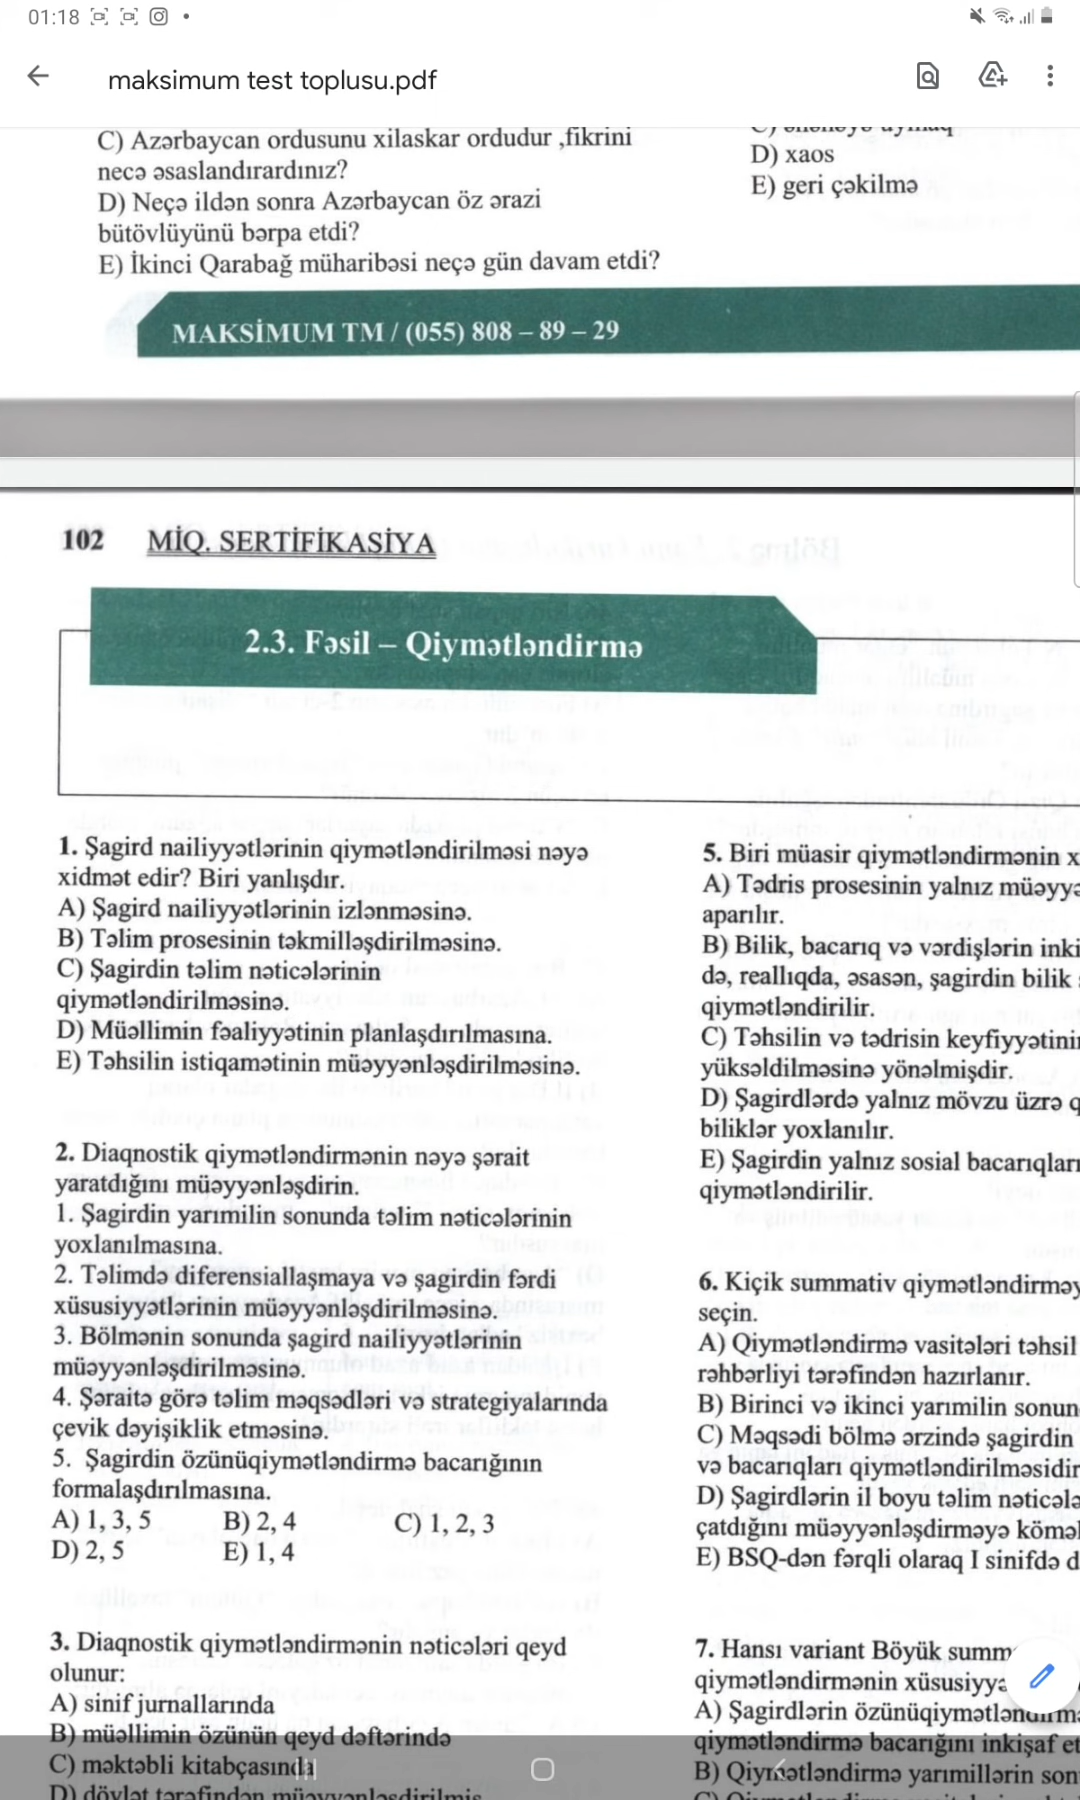 01:18
maksimum test toplusu.pdf
C) Azərbaycan ordusunu xilaskar ordudur ,fikrini
necə əsaslandırardınız?
D) Neçə ildən sonra Azərbaycan öz ərazi
bütövlüyünü bərpa etdi?
E) İkinci Qarabağ müharibəsi neçə gün davam etdi?
D) xaos
E) geri çəkilmə
MAKSİMUM TM / (055) 808 – 89 – 29
102 MİQ. SERTİFİKASİYA
2.3. Fəsil – Qiymətləndirmə
1. Şagird nailiyyətlərinin qiymətləndirilməsi nəyə
xidmət edir? Biri yanlışdır.
A) Şagird nailiyyətlərinin izlənməsinə.
B) Təlim prosesinin təkmilləşdirilməsinə.
C) Şagirdin təlim nəticələrinin
qiymətləndirilməsinə.
D) Müəllimin fəaliyyətinin planlaşdırılmasına.
E) Təhsilin istiqamətinin müəyyənləşdirilməsinə.
2. Diaqnostik qiymətləndirmənin nəyə şərait
yaratdığını müəyyənləşdirin.
1. Şagirdin yarımilin sonunda təlim nəticələrinin
yoxlanılmasına.
2. Təlimdə diferensiallaşmaya və şagirdin fərdi
xüsusiyyətlərinin müəyyənləşdirilməsinə.
3. Bölmənin sonunda şagird nailiyyətlərinin
müəyyənləşdirilməsinə.
4. Şəraitə görə təlim məqsədləri və strategiyalarında
çevik dəyişiklik etməsinə.
5. Şagirdin özünüqiymətləndirmə bacarığının
formalaşdırılmasına.
A) 1, 3, 5 B) 2, 4 C) 1, 2, 3
D) 2, 5 E) 1, 4
3. Diaqnostik qiymətləndirmənin nəticələri qeyd
olunur:
A) sinif jurnallarında
B) müəllimin özünün qeyd dəftərində
C) məktəbli kitabçasında
D) dövlət tərəfindən müəyyənləşdirilmiş
5. Biri müasir qiymətləndirmənin x
A) Tədris prosesinin yalnız müəyyə
aparılır.
B) Bilik, bacarıq və vərdişlərin inki
də, reallıqda, əsasən, şagirdin bilik
qiymətləndirilir.
C) Təhsilin və tədrisin keyfiyyətini
yüksəldilməsinə yönəlmişdir.
D) Şagirdlərdə yalnız mövzu üzrə q
biliklər yoxlanılır.
E) Şagirdin yalnız sosial bacarıqları
qiymətləndirilir.
6. Kiçik summativ qiymətləndirməy
seçin.
A) Qiymətləndirmə vasitələri təhsil
rəhbərliyi tərəfindən hazırlanır.
B) Birinci və ikinci yarımilin sonun
C) Məqsədi bölmə ərzində şagirdin
və bacarıqları qiymətləndirilməsidir
D) Şagirdlərin il boyu təlim nəticələ
çatdığını müəyyənləşdirməyə kömə
E) BSQ-dən fərqli olaraq I sinifdə d
7. Hansı variant Böyük summ
qiymətləndirmənin xüsusiyyə
A) Şagirdlərin özünüqiymətləndirmə
qiymətləndirmə bacarığını inkişaf et
B) Qiymətləndirmə yarımillərin son